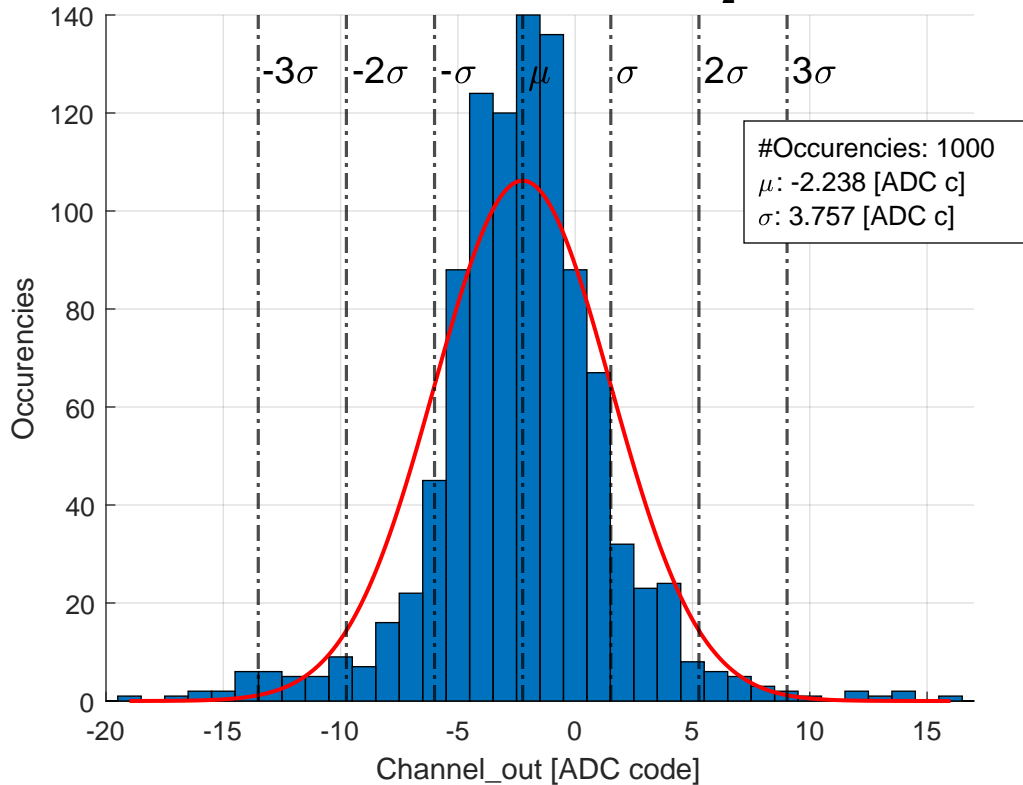 2
140
120
100
80
60
40
20
0
-3σ -2σ -σ μ σ 2σ 3σ
#Occurencies: 1000
μ: -2.238 [ADC c]
σ: 3.757 [ADC c]
Occurencies
-20 -15 -10 -5 0 5 10 15
Channel_out [ADC code]